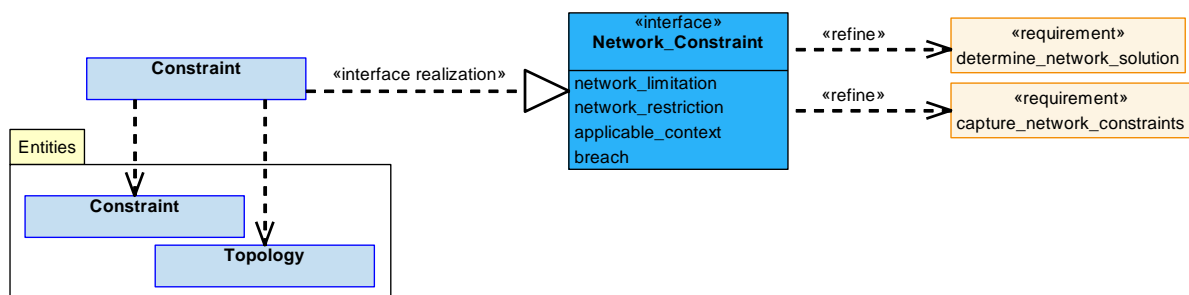 «interface»
Network_Constraint
network_limitation
network_restriction
applicable_context
breach
Constraint
«interface realization»
«refine»
«requirement»
determine_network_solution
«refine»
«requirement»
capture_network_constraints
Entities
Constraint
Topology